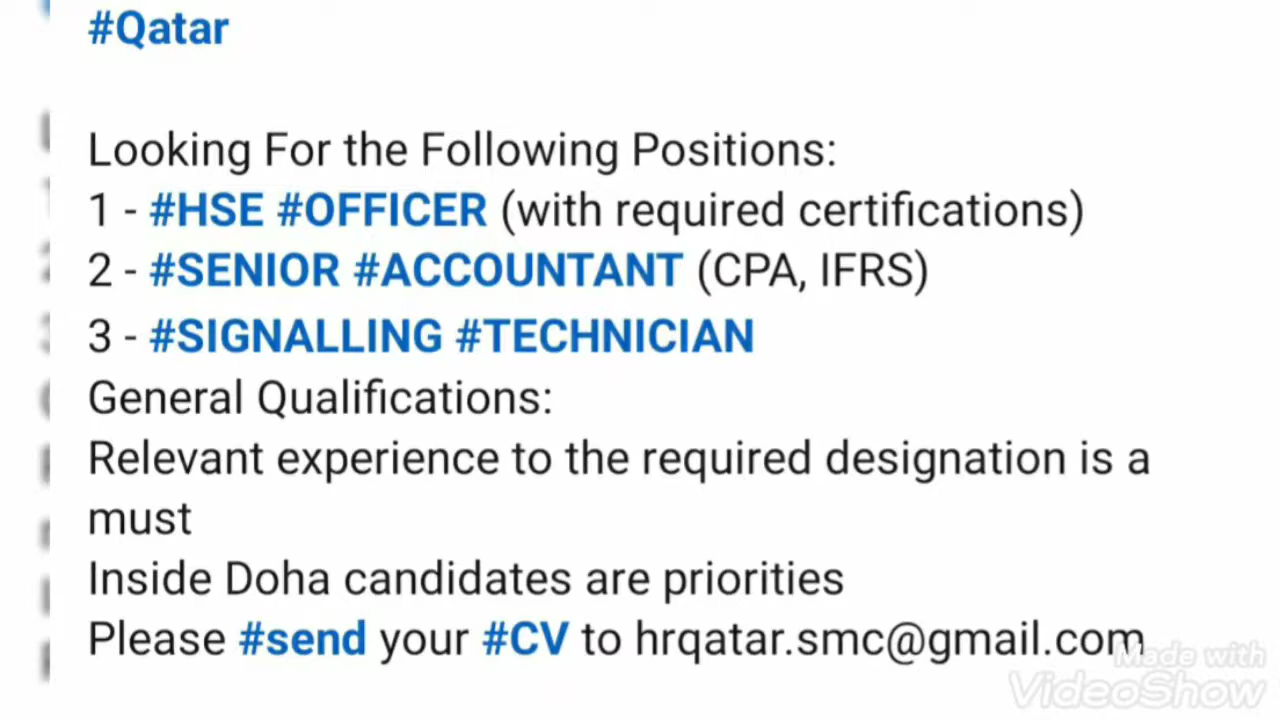 #Qatar
Looking For the Following Positions:
1 - #HSE #OFFICER (with required certifications)
2 - #SENIOR #ACCOUNTANT (CPA, IFRS)
3 - #SIGNALLING #TECHNICIAN
General Qualifications:
Relevant experience to the required designation is a
must
Inside Doha candidates are priorities
Please #send your #CV to hrqatar.smc@gmail.com
Made with
VideoShow